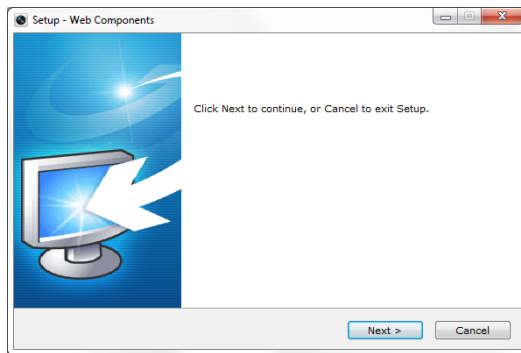 Setup - Web Components
Click Next to continue, or Cancel to exit Setup.
Next >
Cancel